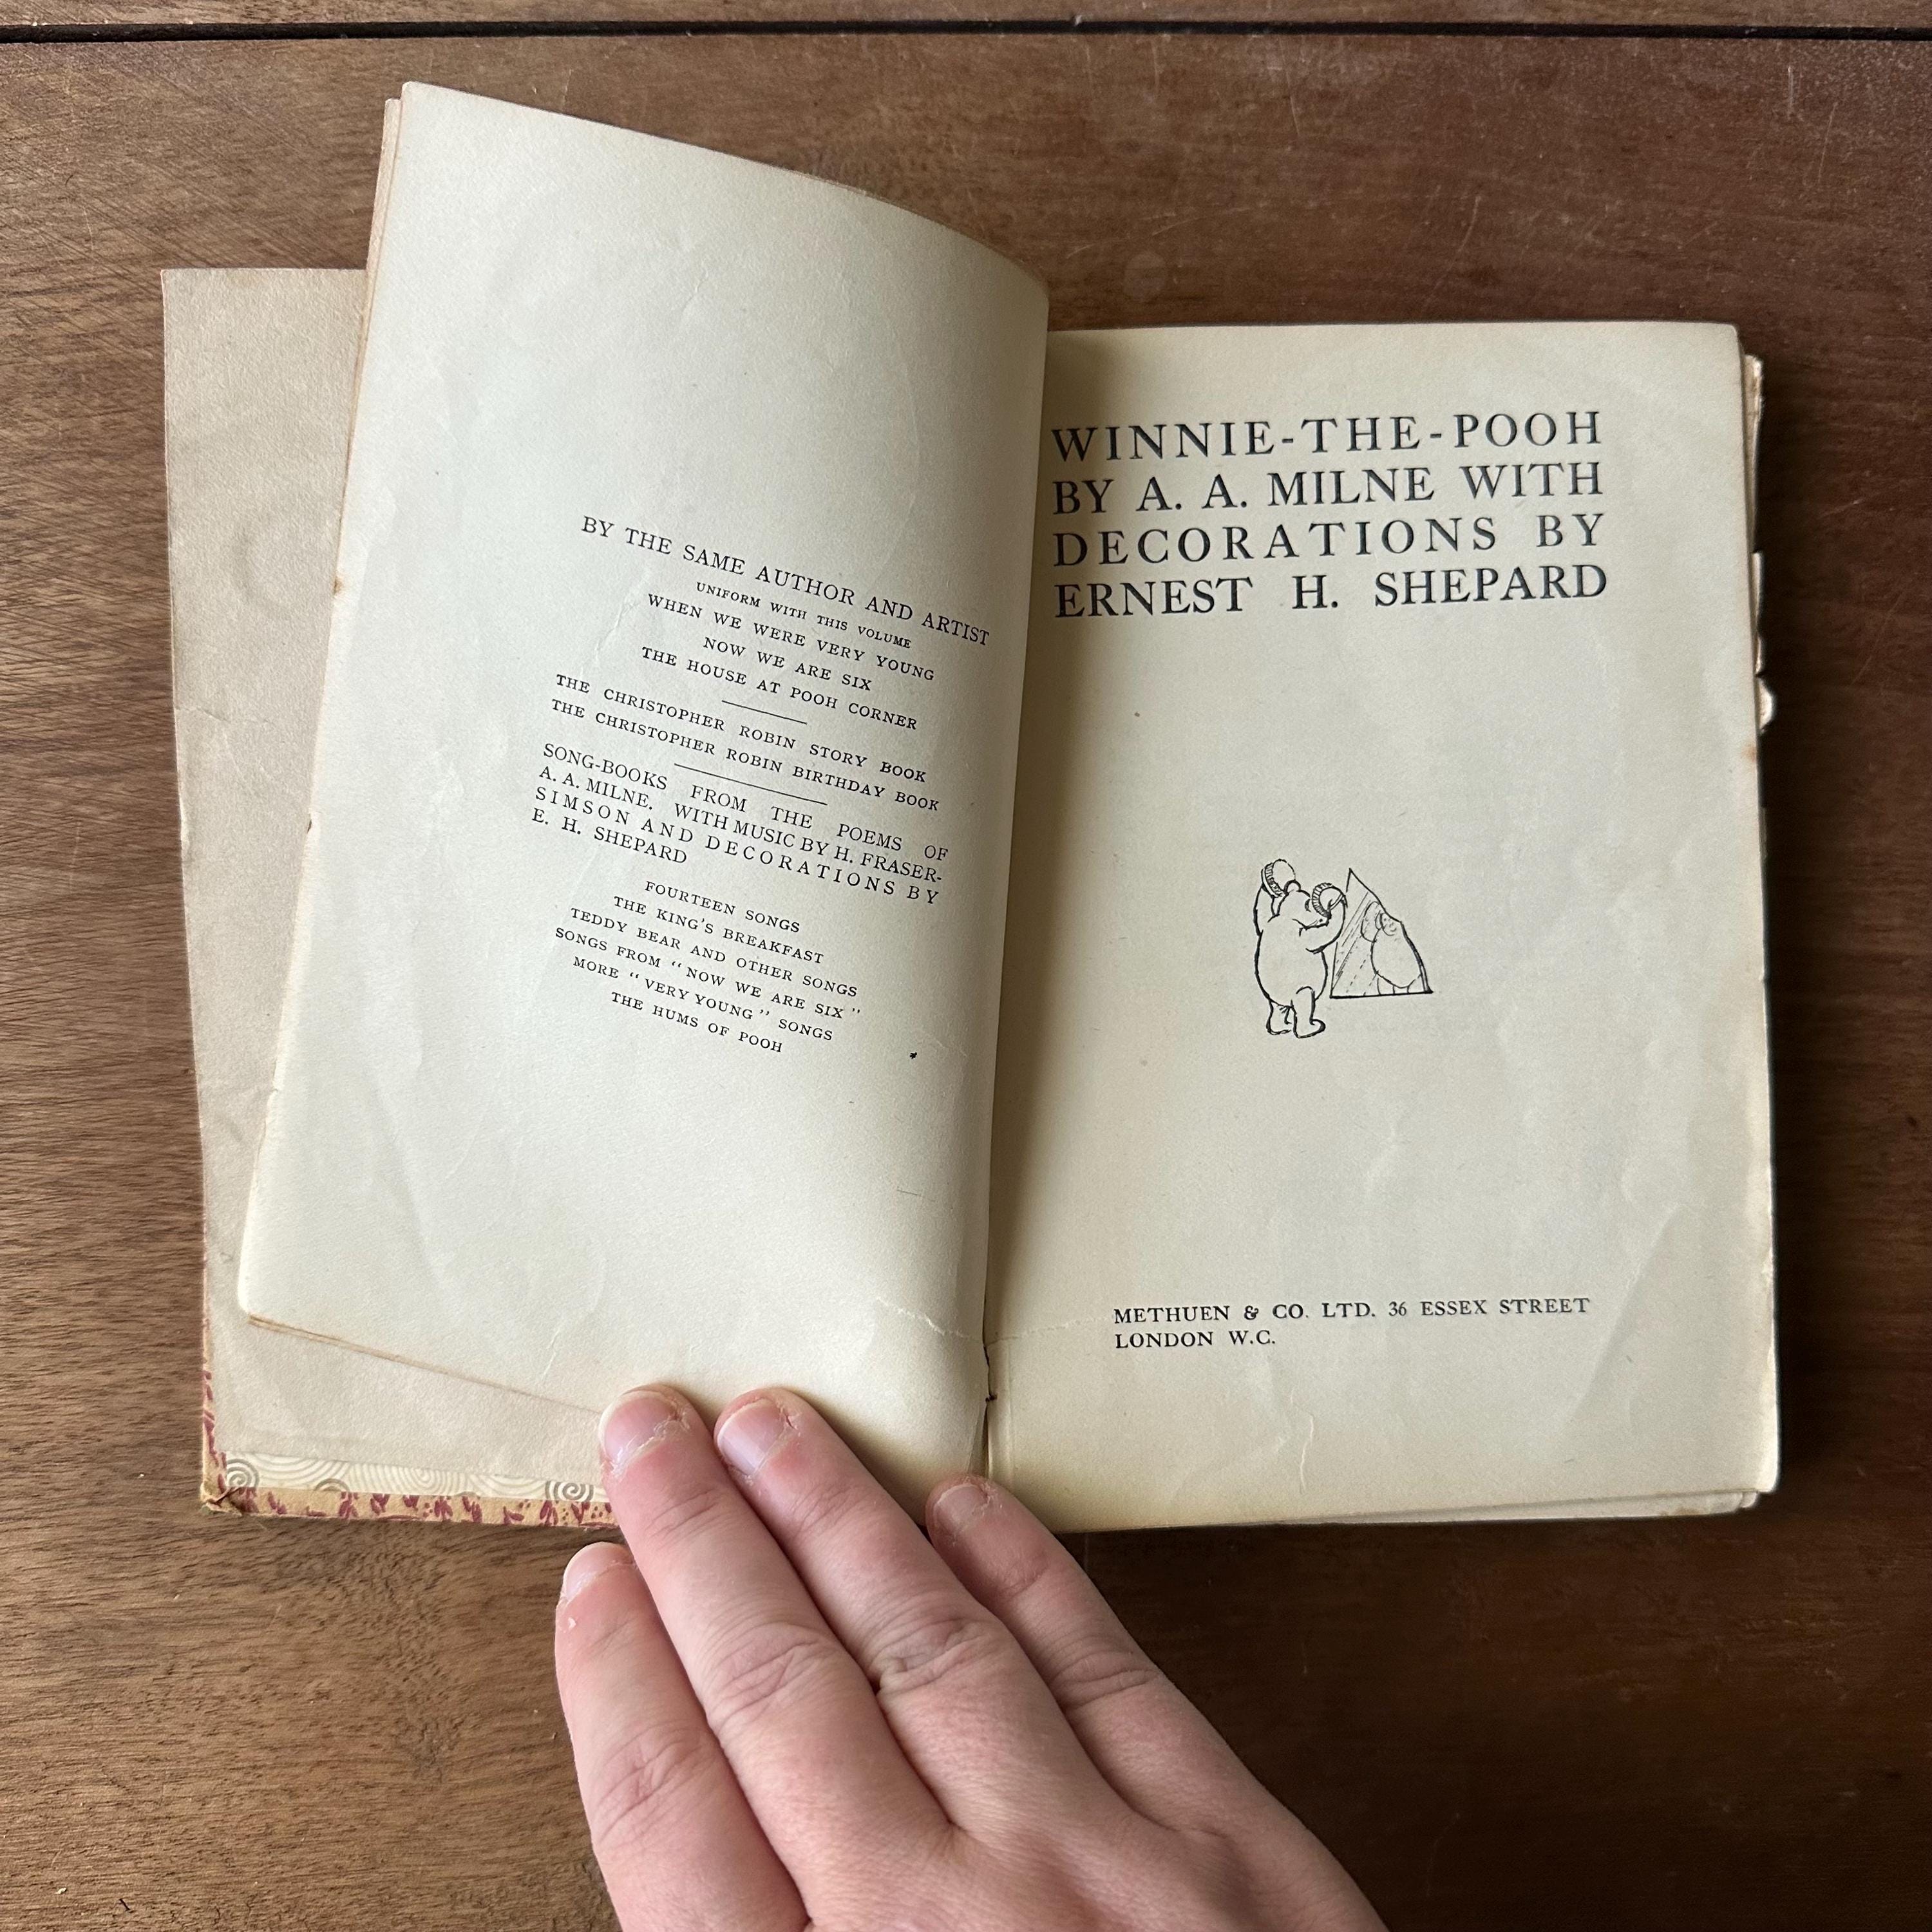 BY THE SAME AUTHOR AND ARTIST
UNIFORM WITH THIS VOLUME
WHEN WE WERE VERY YOUNG
NOW WE ARE SIX
THE HOUSE AT POOH CORNER
THE CHRISTOPHER ROBIN STORY BOOK
THE CHRISTOPHER ROBIN BIRTHDAY BOOK
SONG-BOOKS FROM THE POEMS OF
A. A. MILNE. WITH MUSIC BY H. FRASER-
SIMSON AND DECORATIONS BY
E. H. SHEPARD
FOURTEEN SONGS
THE KING'S BREAKFAST
TEDDY BEAR AND OTHER SONGS
SONGS FROM "NOW WE ARE SIX"
MORE "VERY YOUNG" SONGS
THE HUMS OF POOH
WINNIE-THE-POOH
BY A. A. MILNE WITH
DECORATIONS BY
ERNEST H. SHEPARD
METHUEN & CO. LTD. 36 ESSEX STREET
LONDON W.C.